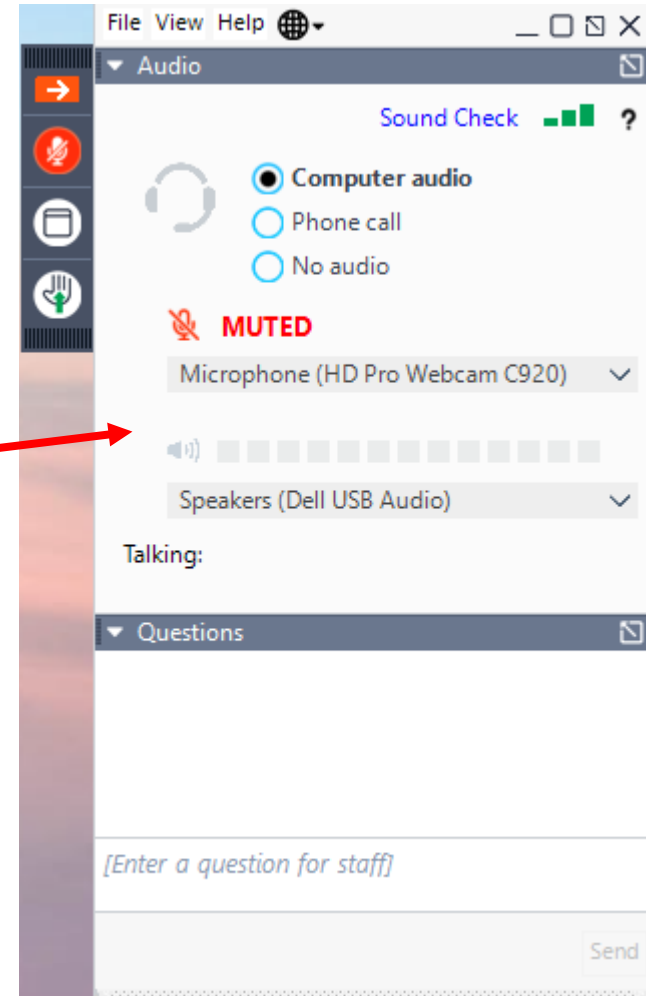 File View Help
Audio
Sound Check ?
Computer audio
Phone call
No audio
MUTED
Microphone (HD Pro Webcam C920)
Speakers (Dell USB Audio)
Talking:
Questions
[Enter a question for staff]
Send